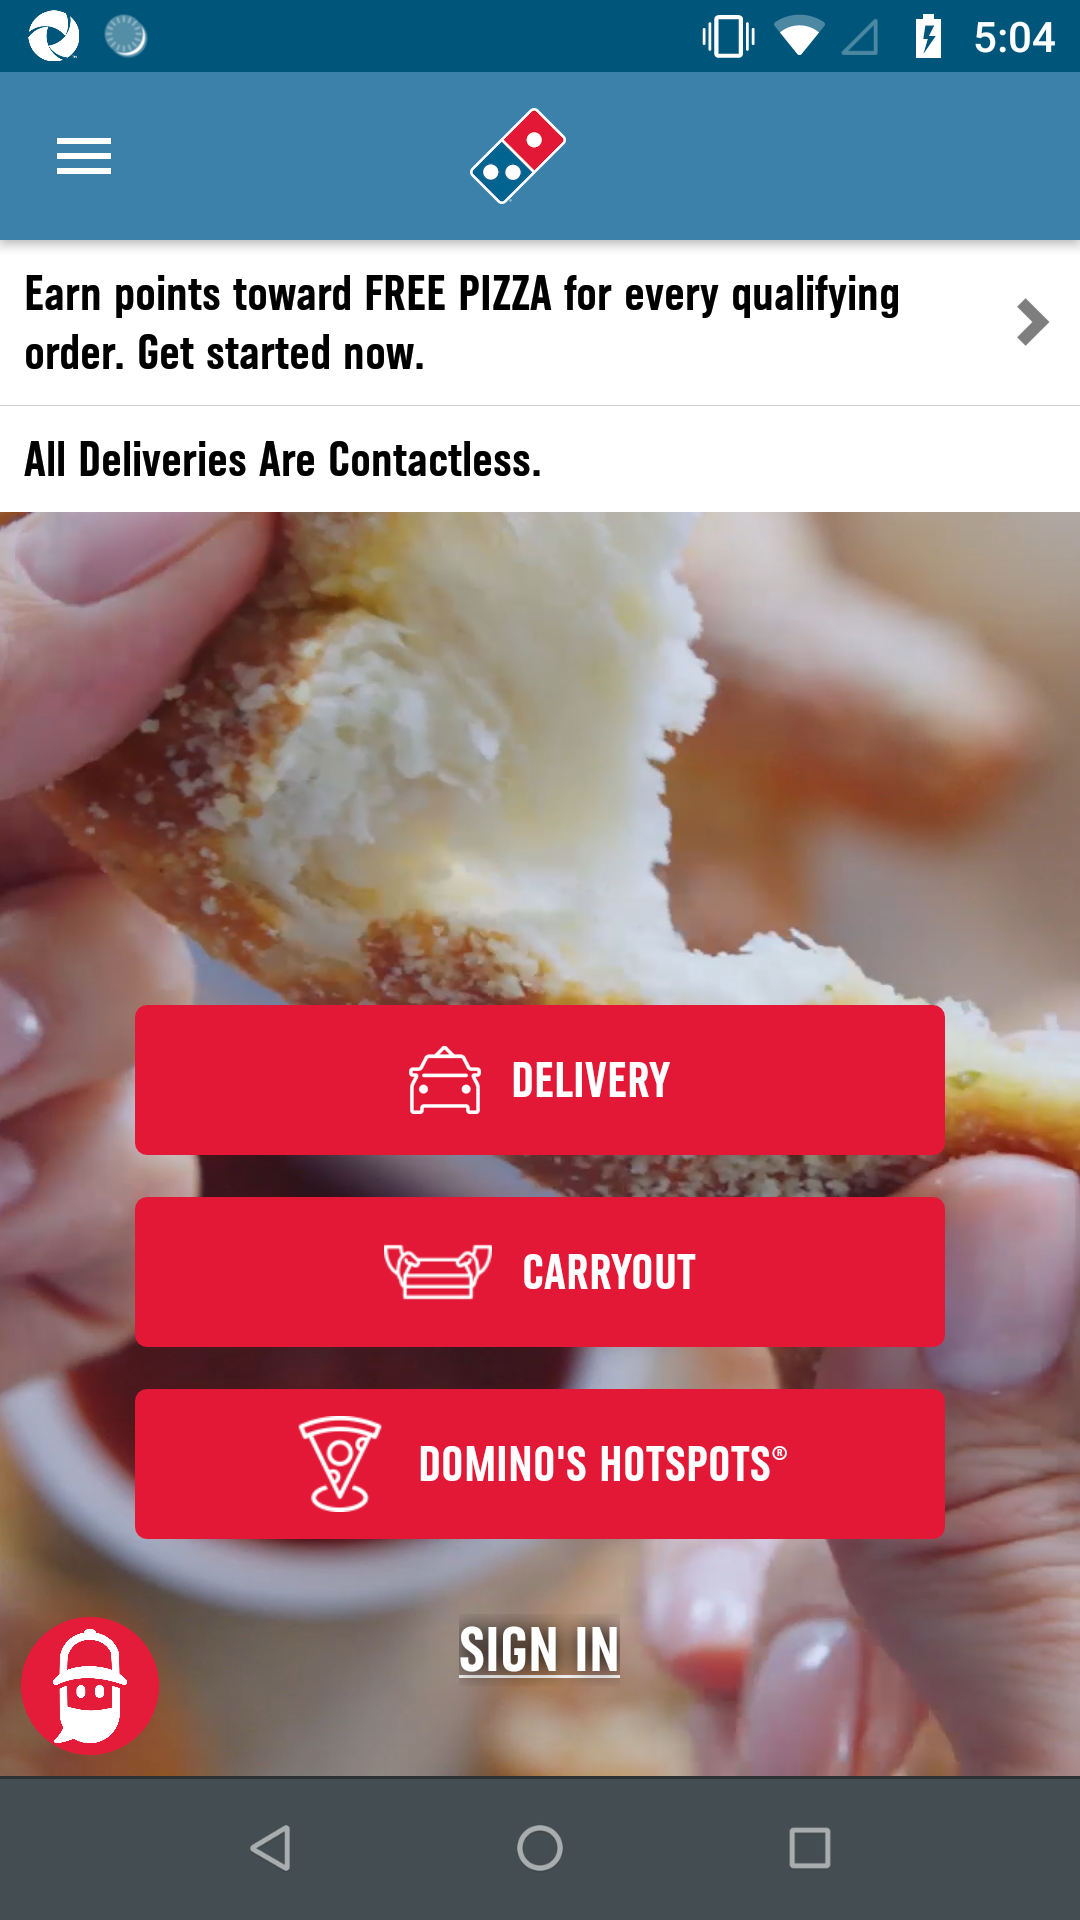 5:04
Earn points toward FREE PIZZA for every qualifying
order. Get started now.
All Deliveries Are Contactless.
DELIVERY
CARRYOUT
DOMINO'S HOTSPOTS®
SIGN IN